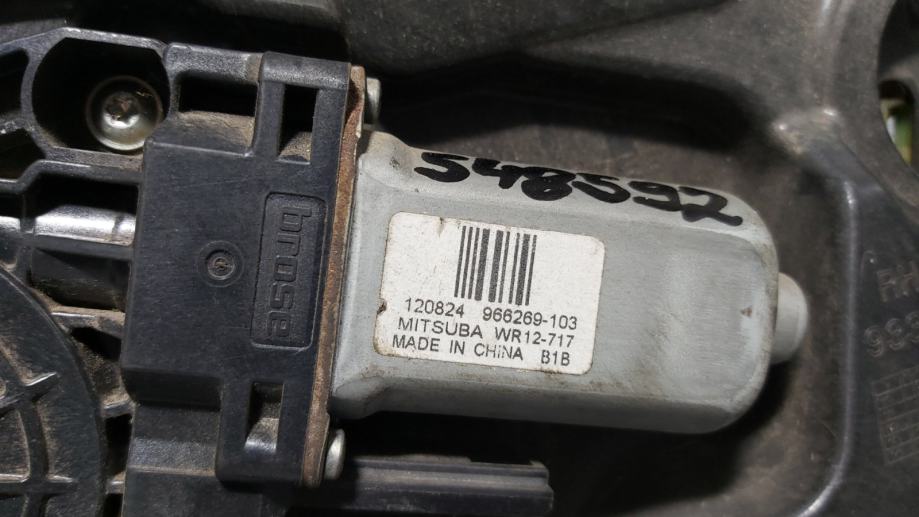 548592
brose
120824 966269-103
MITSUBA WR12-717
MADE IN CHINA B1B